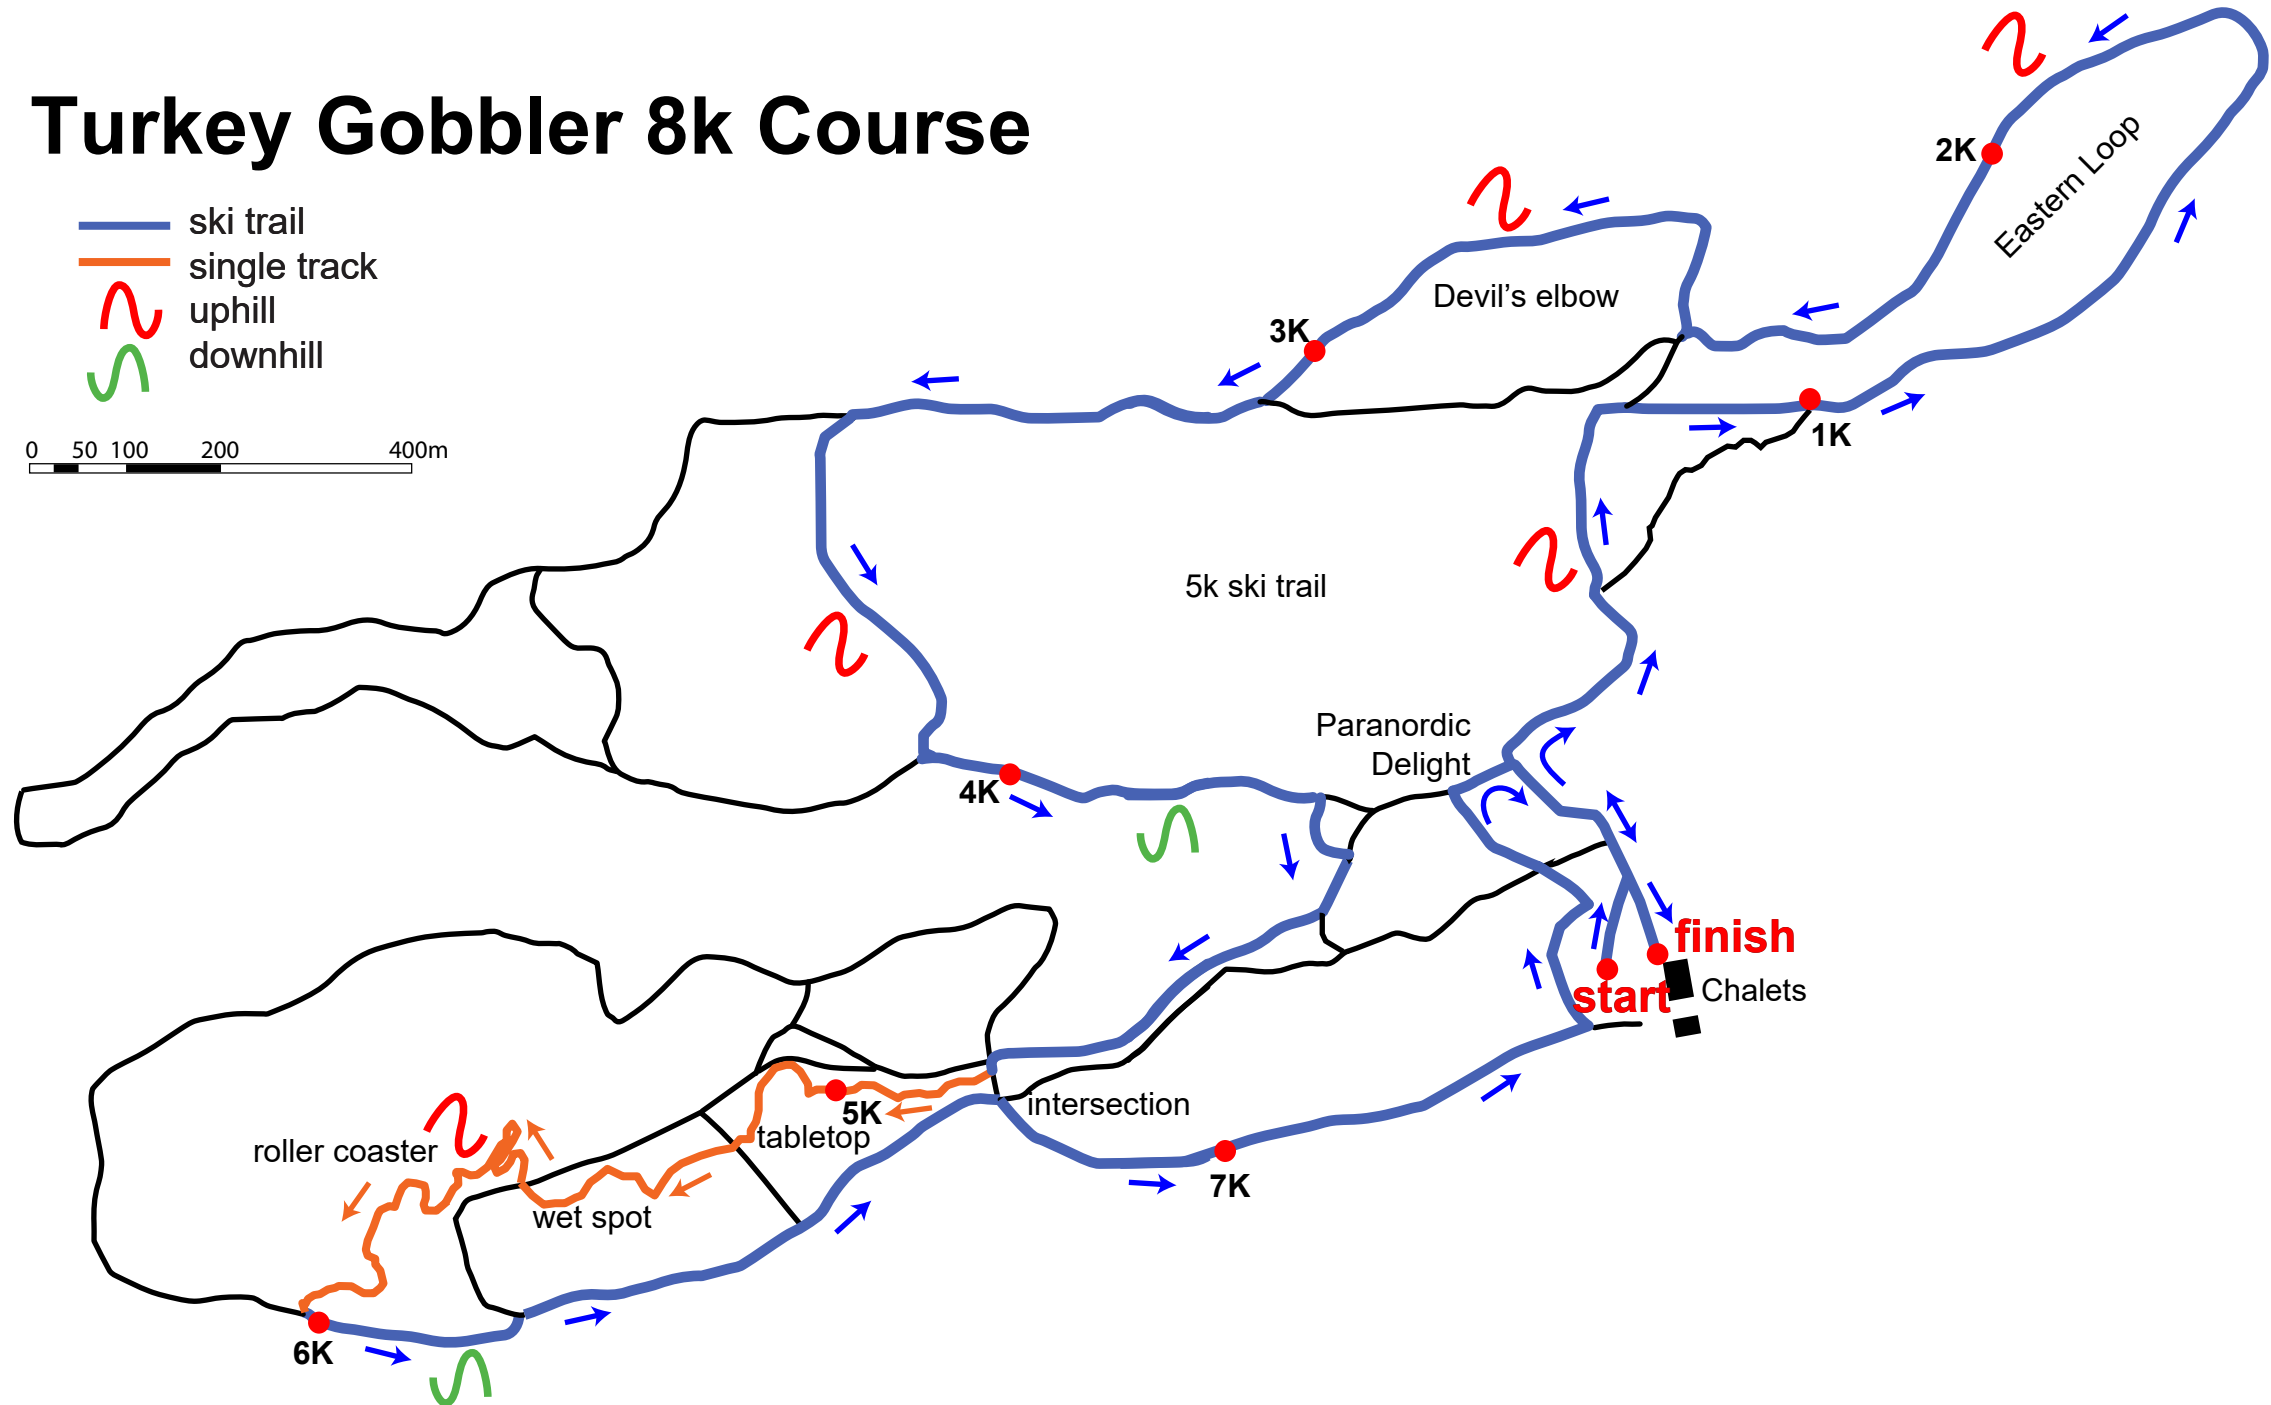 Turkey Gobbler 8k Course
ski trail
single track
uphill
downhill
0 50 100 200 400m
2K
Eastern Loop
Devil's elbow
3K
1K
5k ski trail
Paranordic
Delight
4K
finish
start
Chalets
5K
intersection
tabletop
roller coaster
7K
wet spot
6K